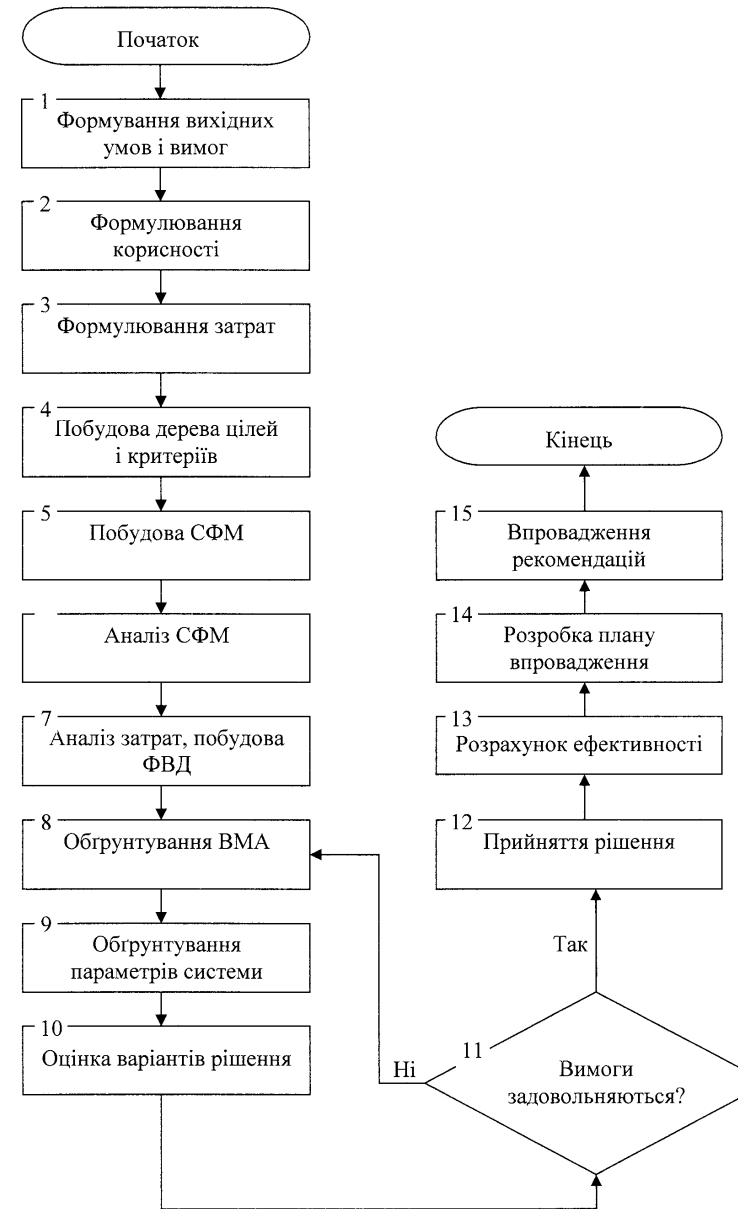 Початок
1
Формування вихідних
умов і вимог
2
Формулювання
корисності
3
Формулювання затрат
4
Побудова дерева цілей
і критеріїв
5
Побудова СФМ
Аналіз СФМ
7
Аналіз затрат, побудова
ФВД
8
Обґрунтування ВМА
9
Обґрунтування
параметрів системи
10
Оцінка варіантів рішення
11
Вимоги
задовольняються?
Ні
Так
12
Прийняття рішення
13
Розрахунок ефективності
14
Розробка плану
впровадження
15
Впровадження
рекомендацій
Кінець